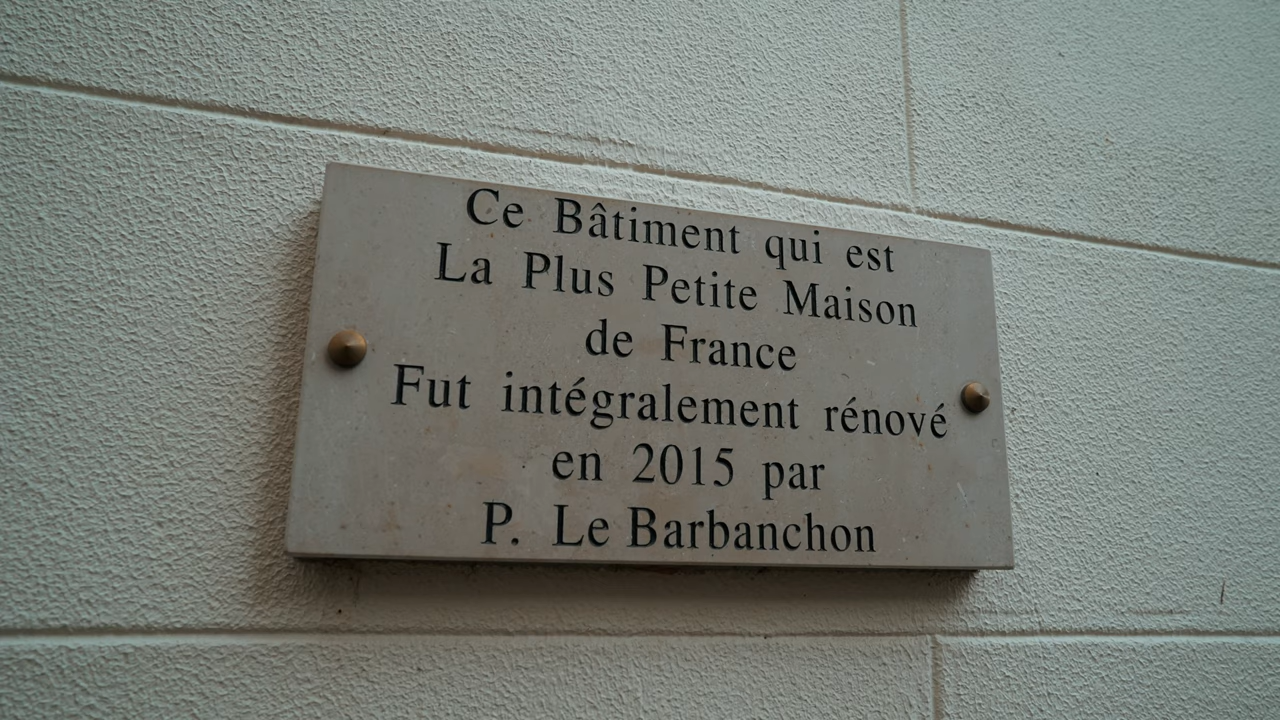 Ce Bâtiment qui est
La Plus Petite Maison
de France
Fut intégralement rénové
en 2015 par
P. Le Barbanchon